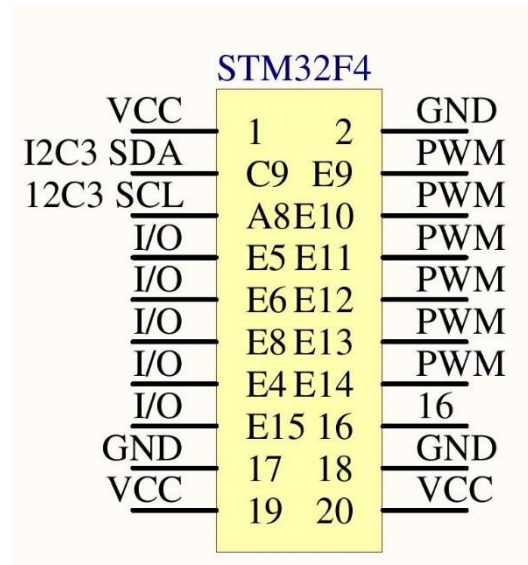 STM32F4
VCC 1 2 GND
I2C3 SDA C9 E9 PWM
12C3 SCL A8 E10 PWM
I/O E5 E11 PWM
I/O E6 E12 PWM
I/O E8 E13 PWM
I/O E4 E14 PWM
I/O E15 16 16
GND 17 18 GND
VCC 19 20 VCC